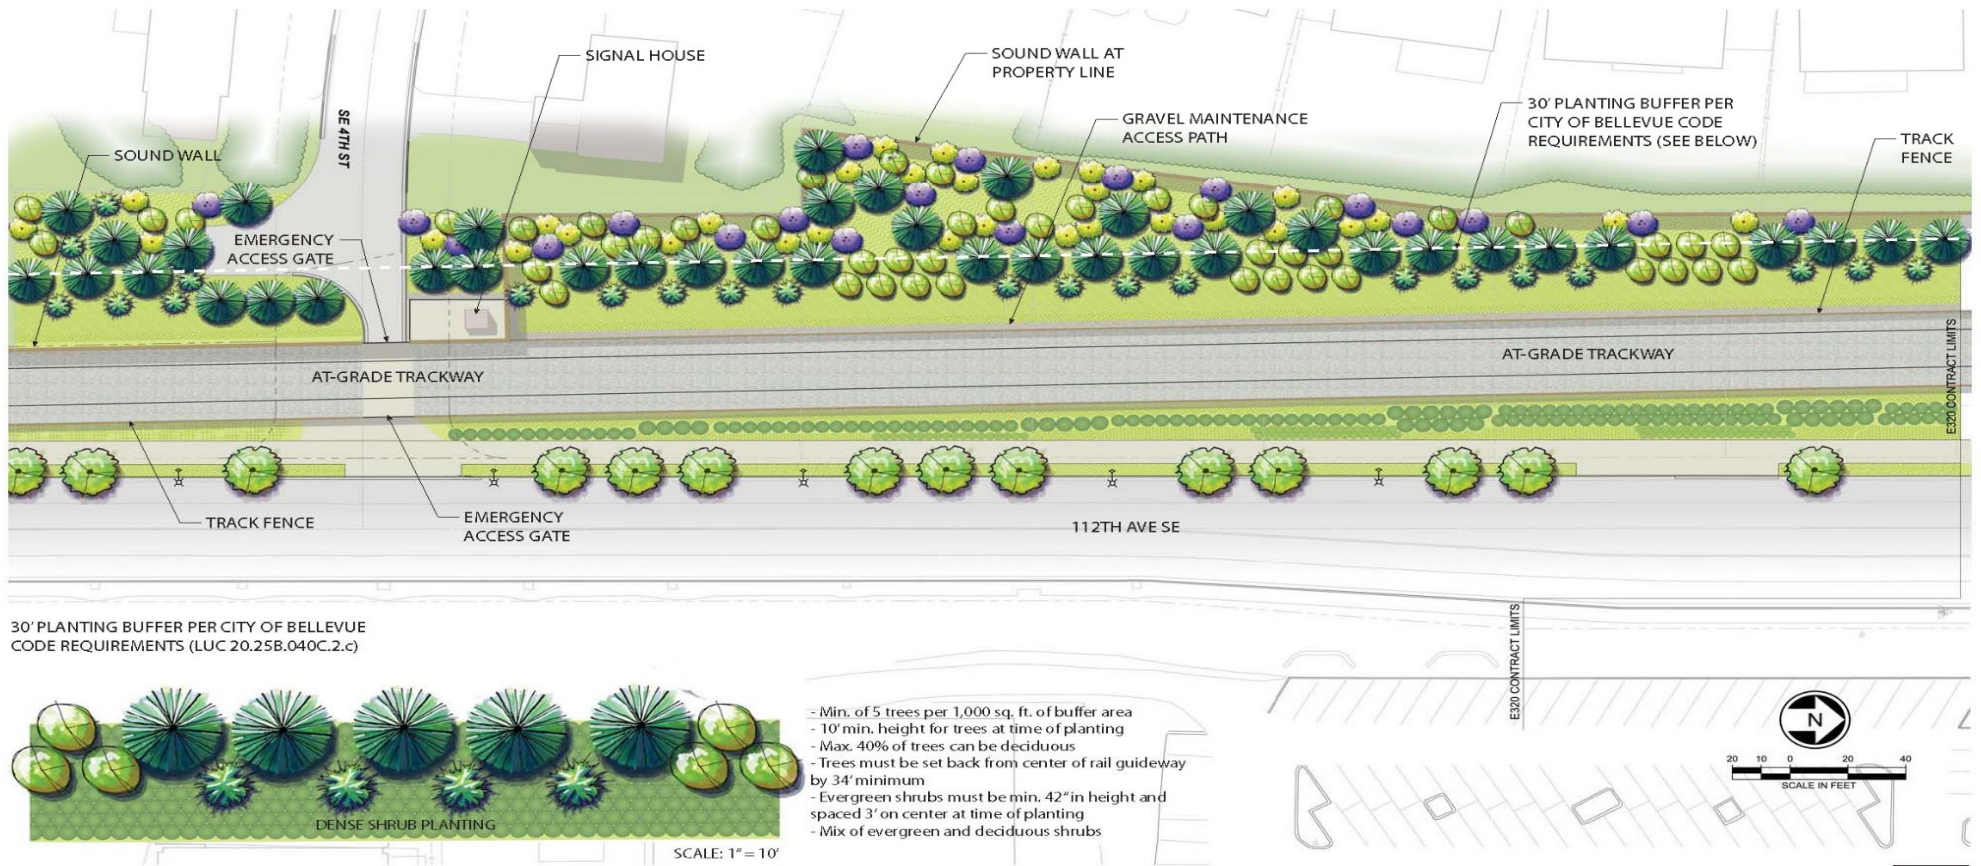 SIGNAL HOUSE
SOUND WALL AT
PROPERTY LINE
30' PLANTING BUFFER PER
CITY OF BELLEVUE CODE
REQUIREMENTS (SEE BELOW)
GRAVEL MAINTENANCE
ACCESS PATH
TRACK
FENCE
SE 4TH ST
SOUND WALL
EMERGENCY
ACCESS GATE
AT-GRADE TRACKWAY
AT-GRADE TRACKWAY
E320 CONTRACT LIMITS
TRACK FENCE
EMERGENCY
ACCESS GATE
112TH AVE SE
30' PLANTING BUFFER PER CITY OF BELLEVUE
CODE REQUIREMENTS (LUC 20.25B.040C.2.c)
E320 CONTRACT LIMITS
- Min. of 5 trees per 1,000 sq. ft. of buffer area
- 10' min. height for trees at time of planting
- Max. 40% of trees can be deciduous
- Trees must be set back from center of rail guideway
by 34' minimum
- Evergreen shrubs must be min. 42" in height and
spaced 3' on center at time of planting
- Mix of evergreen and deciduous shrubs
DENSE SHRUB PLANTING
SCALE: 1" = 10'
N
20 10 0 20 40
SCALE IN FEET